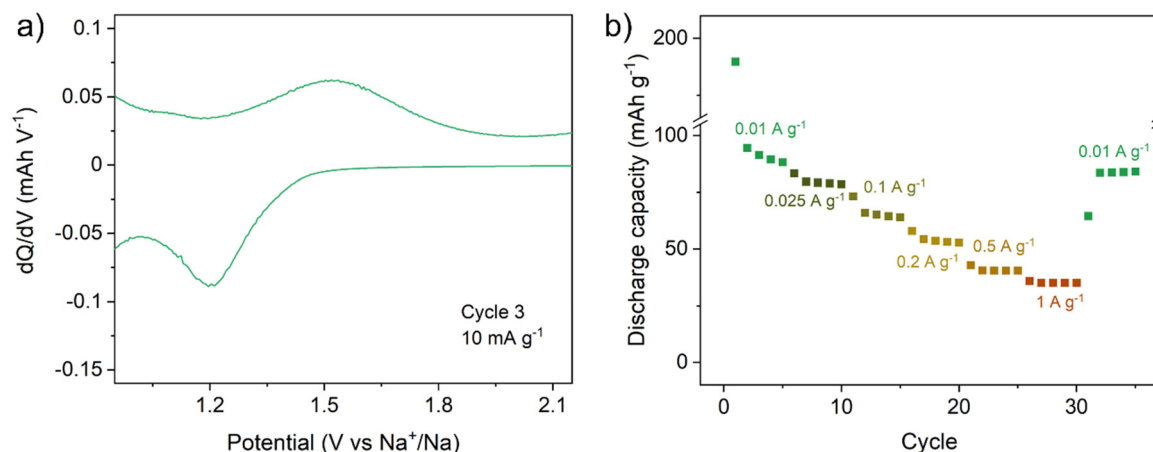 a)
0.1
0.05
0
-0.05
-0.1
-0.15
dQ/dV (mAh V⁻¹)
Cycle 3
10 mA g⁻¹
1.2
1.5
1.8
2.1
Potential (V vs Na⁺/Na)
b)
200
100
50
0
Discharge capacity (mAh g⁻¹)
0.01 A g⁻¹
0.025 A g⁻¹
0.1 A g⁻¹
0.2 A g⁻¹
0.5 A g⁻¹
1 A g⁻¹
0.01 A g⁻¹
0
10
20
30
Cycle